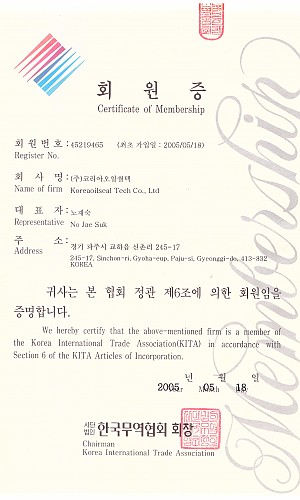 회원증
Certificate of Membership
회 원 번 호 : 45219465 (최초 가입일 : 2005/05/18)
Register No.
회 사 명 : (주)코리아오일씰텍
Name of firm Koreaoilseal Tech Co., Ltd
대 표 자 : 노재숙
Representative No Jae Suk
주 소 : 경기 파주시 교하읍 신촌리 245-17
Address 245-17, Sinchon-ri, Gyoha-eup, Paju-si, Gyeonggi-do, 413-832
KOREA
귀사는 본 협회 정관 제6조에 의한 회원임을
증명합니다.
We hereby certify that the above-mentioned firm is a member
of the Korea International Trade Association(KITA) in accordance with
Section 6 of the KITA Articles of Incorporation.
년 월 일
2005 Year 05 Month 18 Day
사단법인 한국무역협회 회장
Chairman
Korea International Trade Association
Membership